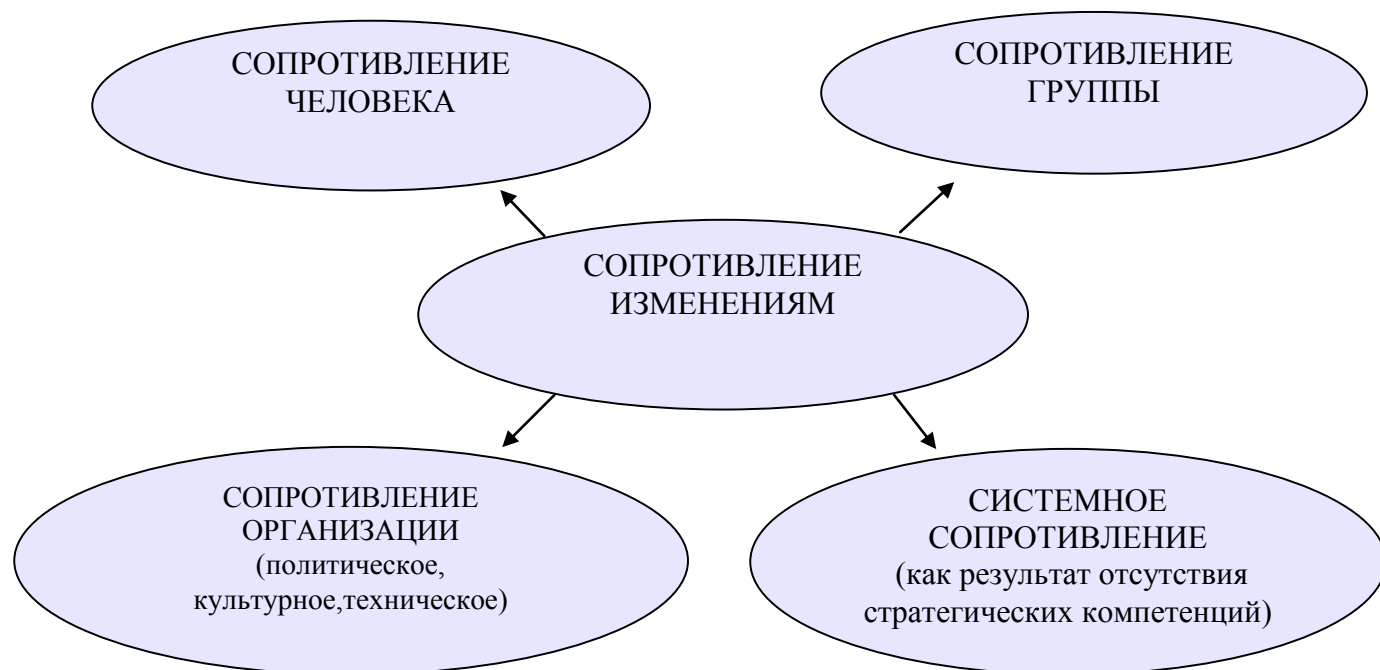 СОПРОТИВЛЕНИЕ
ЧЕЛОВЕКА
СОПРОТИВЛЕНИЕ
ГРУППЫ
СОПРОТИВЛЕНИЕ
ИЗМЕНЕНИЯМ
СОПРОТИВЛЕНИЕ
ОРГАНИЗАЦИИ
(политическое,
культурное,техническое)
СИСТЕМНОЕ
СОПРОТИВЛЕНИЕ
(как результат отсутствия
стратегических компетенций)